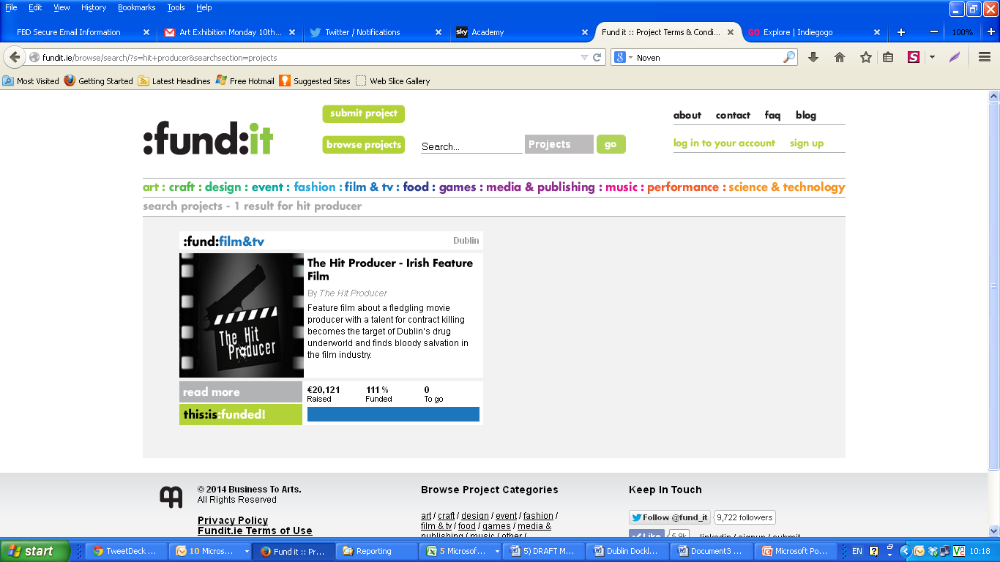 File Edit View History Bookmarks Tools Help
FBD Secure Email Information Art Exhibition Monday 10th... Twitter / Notifications sky Academy Fund it :: Project Terms & Condi... GO Explore | Indiegogo 100%
fundit.ie/browse/search/?s=hit+producer&searchsection=projects Noven
Most Visited Getting Started Latest Headlines Free Hotmail Suggested Sites Web Slice Gallery
submit project
about contact faq blog
:fund:it
browse projects Search... Projects go
log in to your account sign up
art : craft : design : event : fashion : film & tv : food : games : media & publishing : music : performance : science & technology
search projects - 1 result for hit producer
:fund:film&tv Dublin
The Hit Producer
The Hit Producer - Irish Feature
Film
By The Hit Producer
Feature film about a fledgling movie
producer with a talent for contract killing
becomes the target of Dublin's drug
underworld and finds bloody salvation in
the film industry.
read more
€20,121 111 % 0
Raised Funded To go
this:is:funded!
© 2014 Business To Arts.
All Rights Reserved
Privacy Policy
Fundit.ie Terms of Use
Browse Project Categories
art / craft / design / event / fashion /
film & tv / food / games / media &
publishing / music / other /
Keep In Touch
Follow @fund_it 9,722 followers
Like 5.9k linkedin / signup / submit
start TweetDeck ... 10 Micros... Fund it :: Pr... Reporting 5 Microsof... 5) DRAFT M... Dublin Dockl... Document3 ... Microsoft Po... EN 10:18